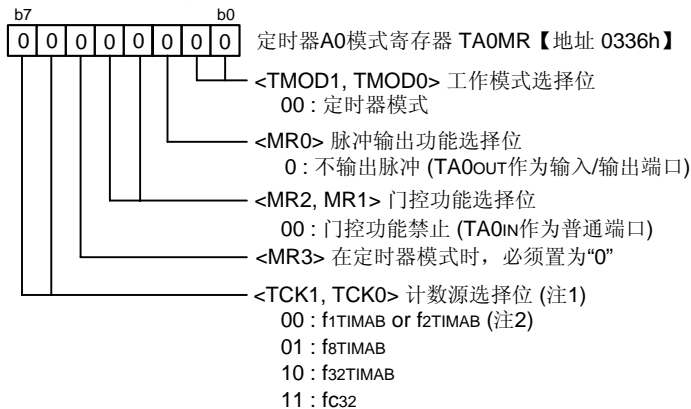 b7 b0
0 0 0 0 0 0 0 0 定时器A0模式寄存器 TA0MR【地址 0336h】
<TMOD1, TMOD0> 工作模式选择位
00 : 定时器模式
<MR0> 脉冲输出功能选择位
0 : 不输出脉冲 (TA0OUT作为输入/输出端口)
<MR2, MR1> 门控功能选择位
00 : 门控功能禁止 (TA0IN作为普通端口)
<MR3> 在定时器模式时，必须置为“0”
<TCK1, TCK0> 计数源选择位 (注1)
00 : f1TIMAB or f2TIMAB (注2)
01 : f8TIMAB
10 : f32TIMAB
11 : fC32